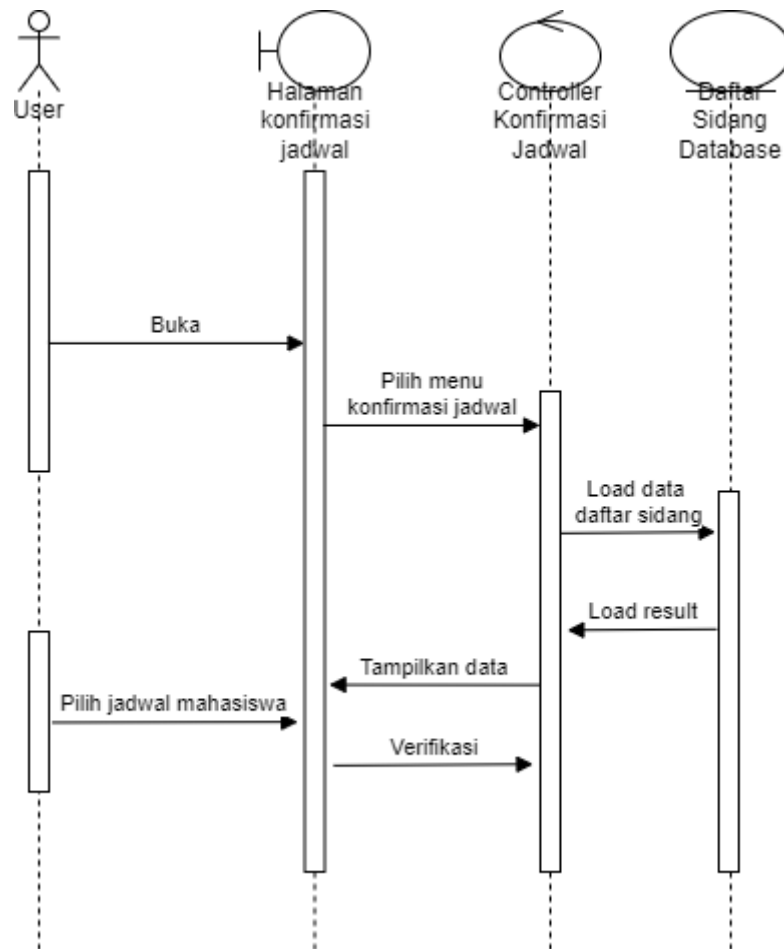 User
Halaman
konfirmasi
jadwal
Controller
Konfirmasi
Jadwal
Daftar
Sidang
Database
Buka
Pilih menu
konfirmasi jadwal
Load data
daftar sidang
Load result
Tampilkan data
Pilih jadwal mahasiswa
Verifikasi